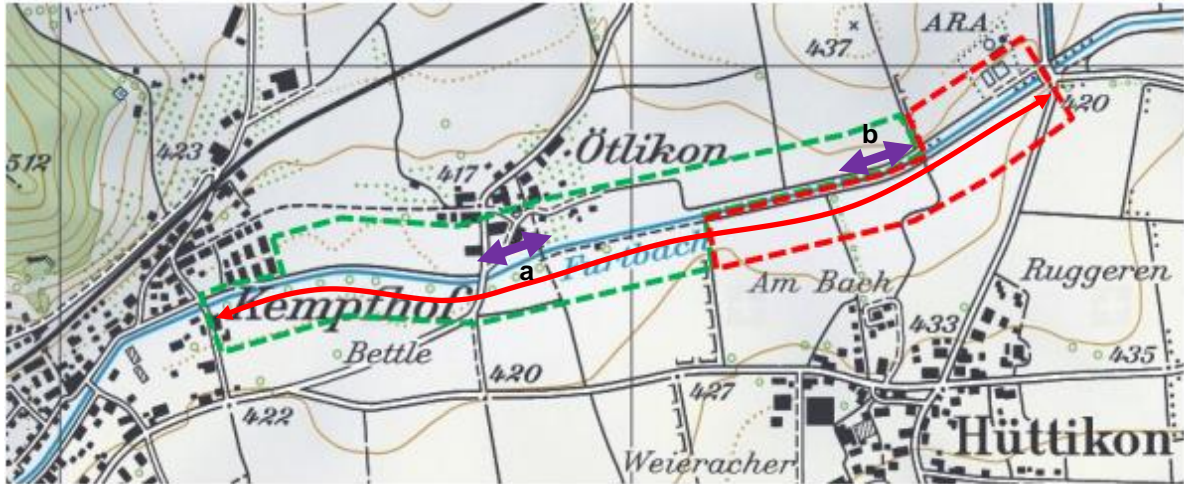 ARA
437
420
423
512
417
Ötlikon
b
a
Furtbach
Kempfhof
Am Bach
Ruggeren
433
435
Bettle
420
427
422
Hüttikon
Weieracher